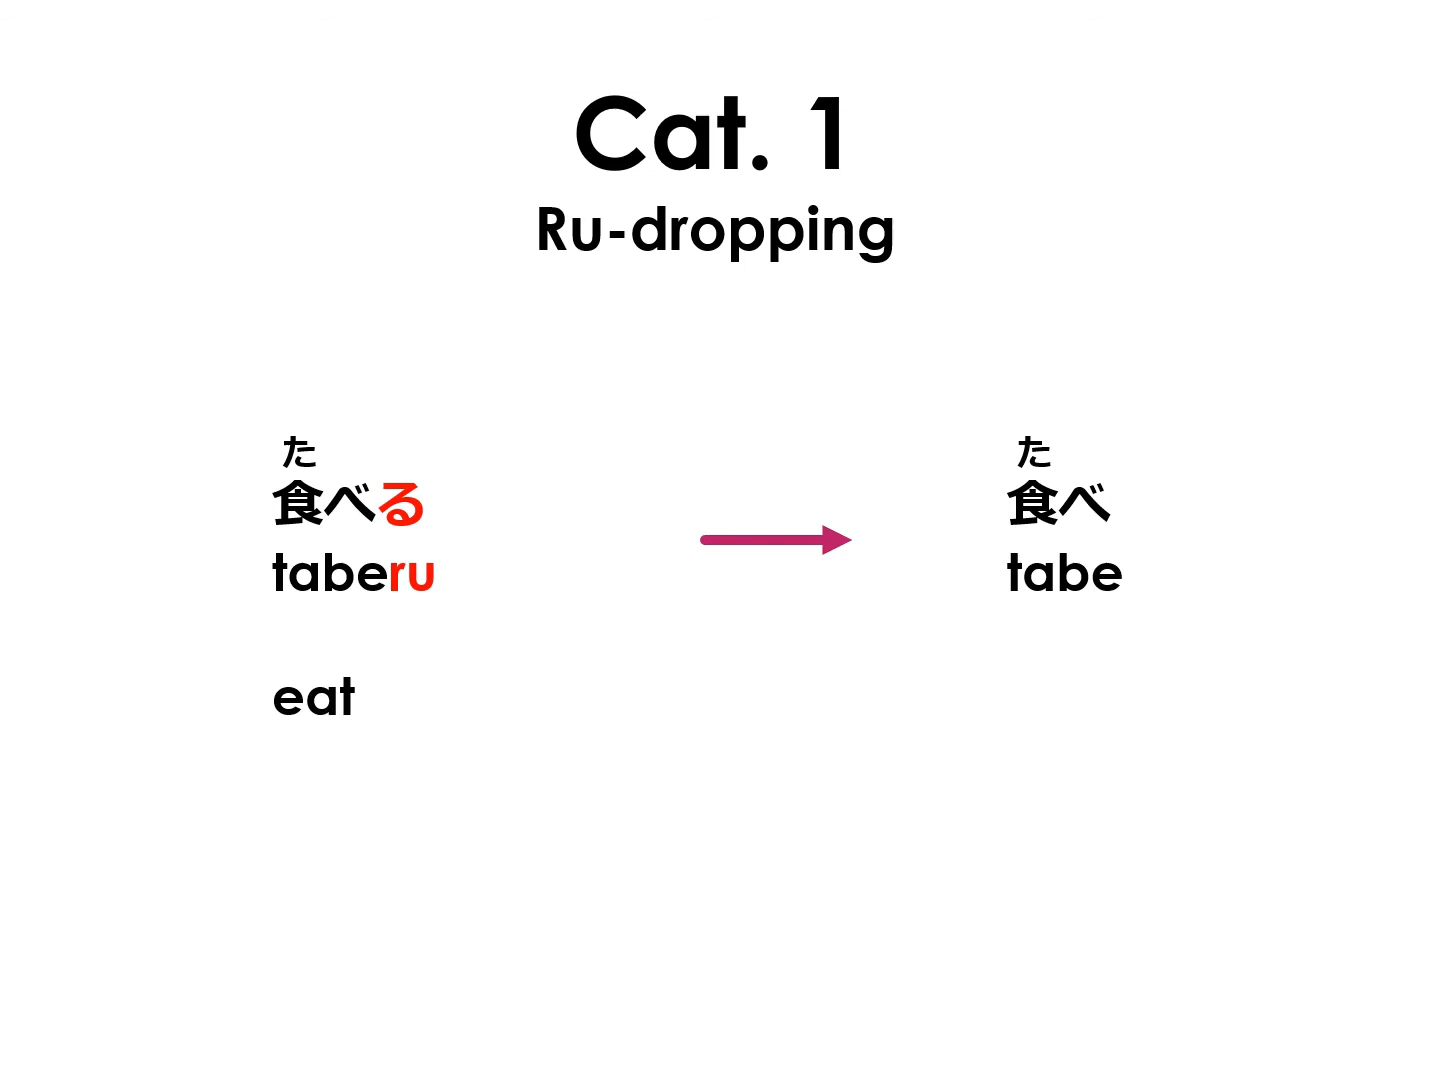 Cat. 1
Ru-dropping
た
食べる
taberu
eat
た
食べ
tabe